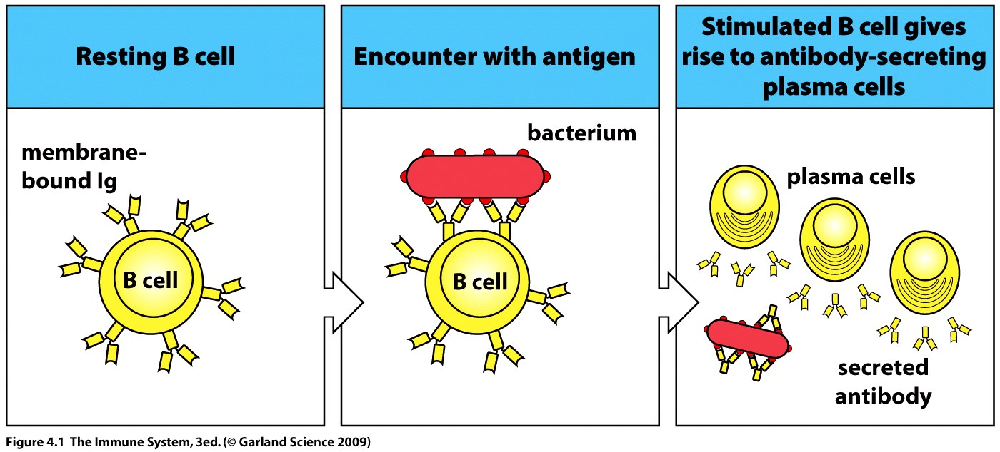 Resting B cell
membrane-
bound Ig
B cell
Encounter with antigen
bacterium
B cell
Stimulated B cell gives
rise to antibody-secreting
plasma cells
plasma cells
secreted
antibody
Figure 4.1 The Immune System, 3ed. (© Garland Science 2009)